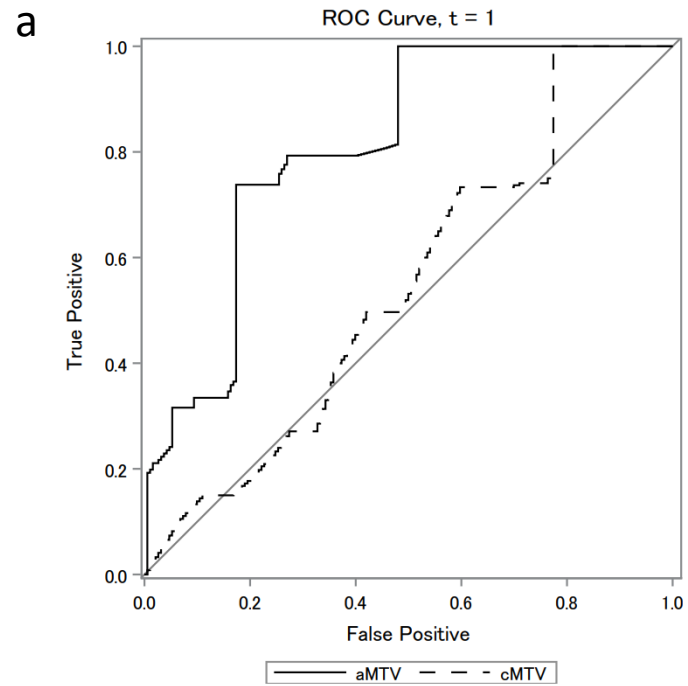 a
ROC Curve, t = 1
1.0
0.8
0.6
0.4
0.2
0.0
True Positive
0.0 0.2 0.4 0.6 0.8 1.0
False Positive
aMTV cMTV